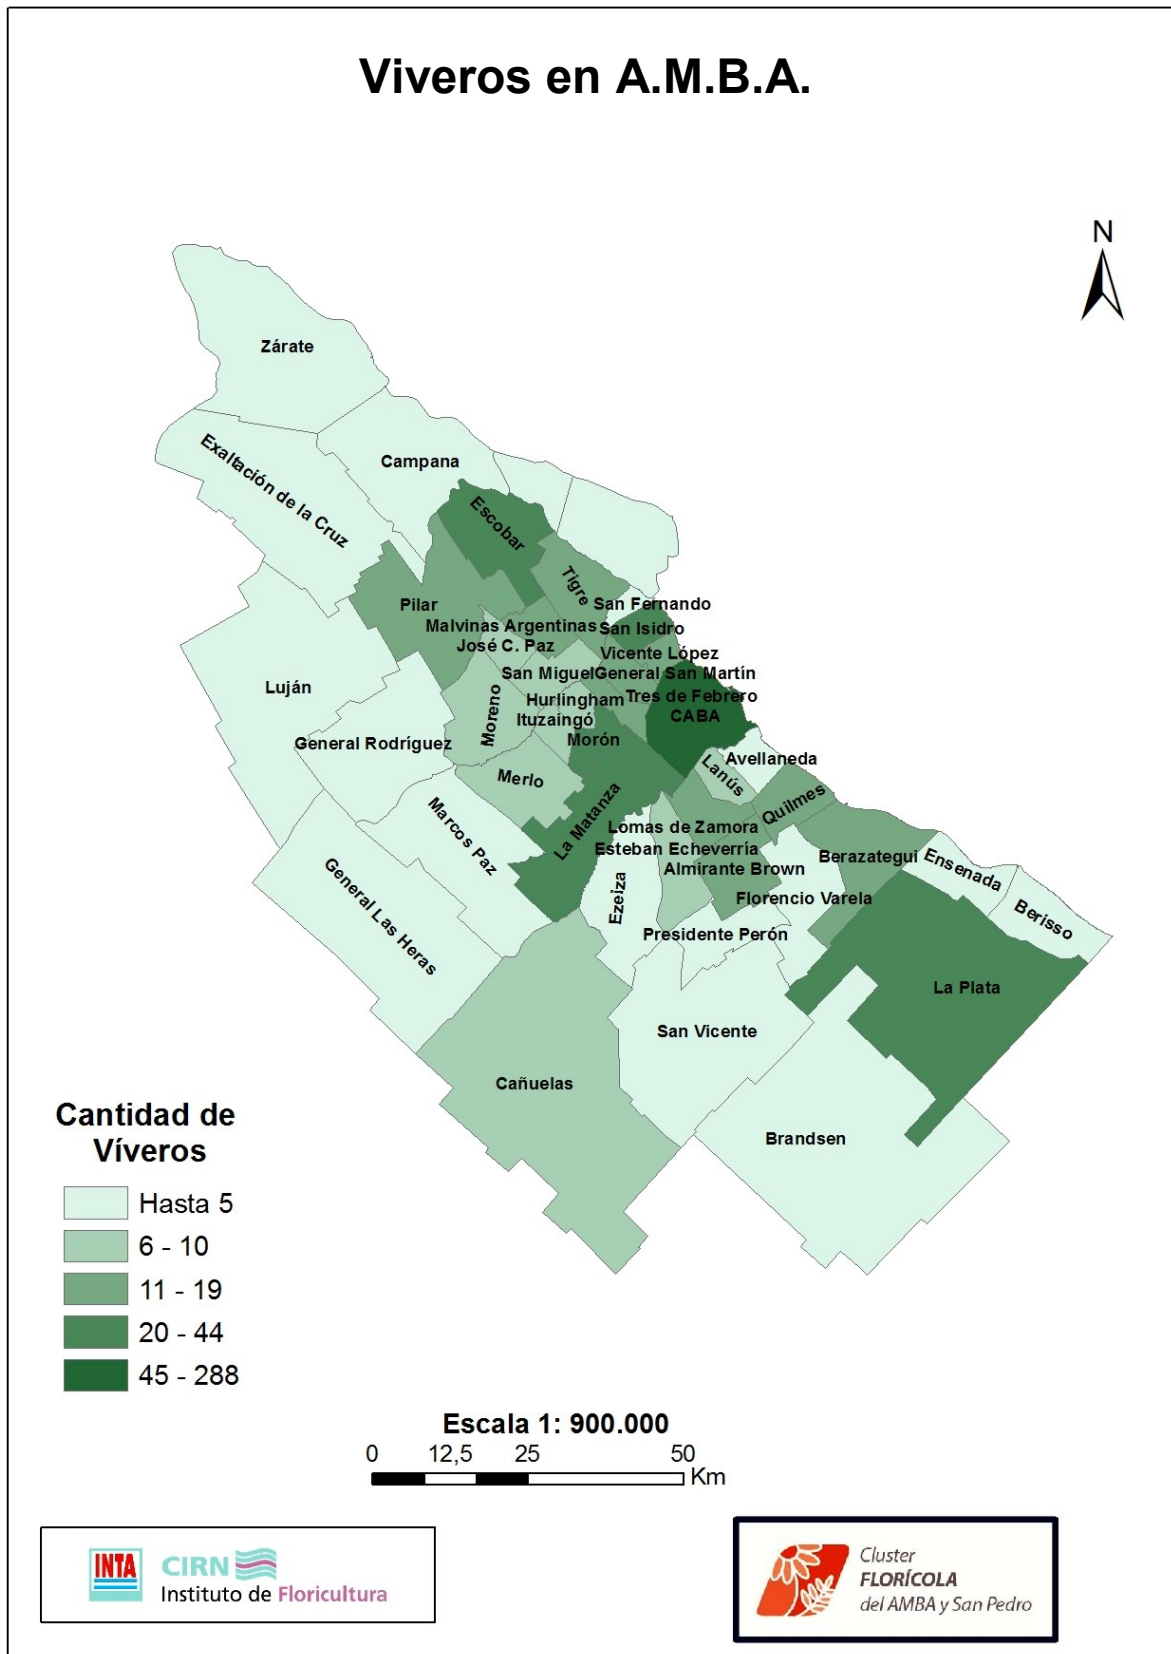 Viveros en A.M.B.A.
N
Zárate
Exaltación de la Cruz
Campana
Escobar
Tigre
Pilar
San Fernando
Malvinas Argentinas
San Isidro
José C. Paz
Vicente López
San Miguel
General San Martín
Luján
Moreno
Hurlingham
Tres de Febrero
Ituzaingó
CABA
General Rodríguez
Morón
Avellaneda
Merlo
Lanús
Marcos Paz
La Matanza
Quilmes
Lomas de Zamora
Esteban Echeverría
Berazategui
Ensenada
Almirante Brown
General Las Heras
Ezeiza
Florencio Varela
Berisso
Presidente Perón
La Plata
San Vicente
Cañuelas
Brandsen
Cantidad de
Víveros
Hasta 5
6 - 10
11 - 19
20 - 44
45 - 288
Escala 1: 900.000
0 12,5 25 50
Km
INTA
CIRN
Instituto de Floricultura
Cluster
FLORÍCOLA
del AMBA y San Pedro